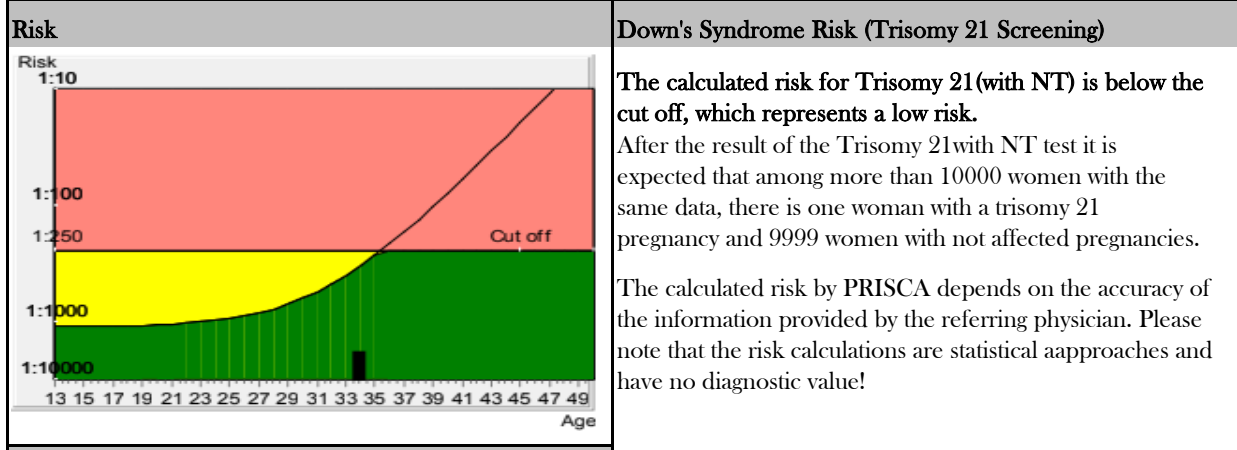 Risk
Risk
1:10
1:100
1:250
Cut off
1:1000
1:10000
13 15 17 19 21 23 25 27 29 31 33 35 37 39 41 43 45 47 49
Age
Down's Syndrome Risk (Trisomy 21 Screening)
The calculated risk for Trisomy 21(with NT) is below the
cut off, which represents a low risk.
After the result of the Trisomy 21with NT test it is
expected that among more than 10000 women with the
same data, there is one woman with a trisomy 21
pregnancy and 9999 women with not affected pregnancies.
The calculated risk by PRISCA depends on the accuracy of
the information provided by the referring physician. Please
note that the risk calculations are statistical aapproaches and
have no diagnostic value!